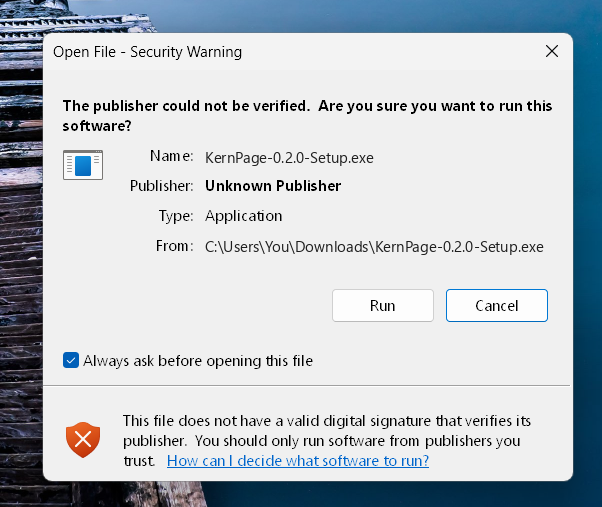 Open File - Security Warning
The publisher could not be verified.  Are you sure you want to run this
software?
Name: KernPage-0.2.0-Setup.exe
Publisher: Unknown Publisher
Type: Application
From: C:\Users\You\Downloads\KernPage-0.2.0-Setup.exe
Run Cancel
Always ask before opening this file
This file does not have a valid digital signature that verifies its
publisher.  You should only run software from publishers you
trust.  How can I decide what software to run?